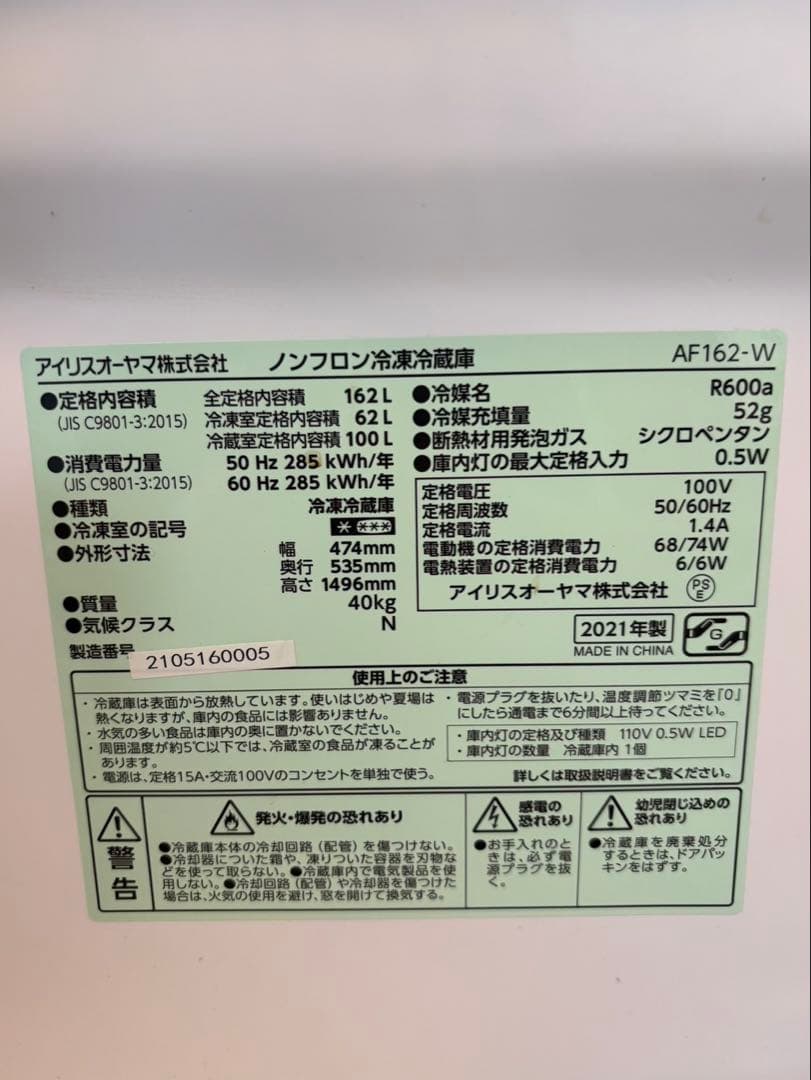 アイリスオーヤマ株式会社 ノンフロン冷凍冷蔵庫 AF162-W
●定格内容積 全定格内容積 162 L
(JIS C9801-3:2015) 冷凍室定格内容積 62 L
冷蔵室定格内容積 100 L
●消費電力量 50 Hz 285 kWh/年
(JIS C9801-3:2015) 60 Hz 285 kWh/年
●種類 冷凍冷蔵庫
●冷凍室の記号 * ***
●外形寸法 幅 474mm
奥行 535mm
高さ 1496mm
●質量 40kg
●気候クラス N
製造番号 2105160005
●冷媒名 R600a
●冷媒充填量 52g
●断熱材用発泡ガス シクロペンタン
●庫内灯の最大定格入力 0.5W
定格電圧 100V
定格周波数 50/60Hz
定格電流 1.4A
電動機の定格消費電力 68/74W
電熱装置の定格消費電力 6/6W
アイリスオーヤマ株式会社 PS E
2021年製 G
MADE IN CHINA
使用上のご注意
・冷蔵庫は表面から放熱しています。使いはじめや夏場は
熱くなりますが、庫内の食品には影響ありません。
・水気の多い食品は庫内の奥に置かないでください。
・周囲温度が約5℃以下では、冷蔵室の食品が凍ることが
あります。
・電源は、定格15A・交流100Vのコンセントを単独で使う。
・電源プラグを抜いたり、温度調節ツマミを「0」
にしたら通電まで6分間以上待ってください。
・庫内灯の定格及び種類 110V 0.5W LED
・庫内灯の数量 冷蔵庫内 1個
詳しくは取扱説明書をご覧ください。
警告
発火・爆発の恐れあり
●冷蔵庫本体の冷却回路（配管）を傷つけない。
●冷却器についた霜や、凍りついた容器を刃物な
どを使って取らない。●冷蔵庫内で電気製品を使
用しない。●冷却回路（配管）や冷却器を傷つけた
場合は、火気の使用を避け、窓を開けて換気する。
感電の
恐れあり
●お手入れのと
きは、必ず電
源プラグを抜
く。
幼児閉じ込めの
恐れあり
●冷蔵庫を廃棄処分
するときは、ドアパッ
キンをはずす。